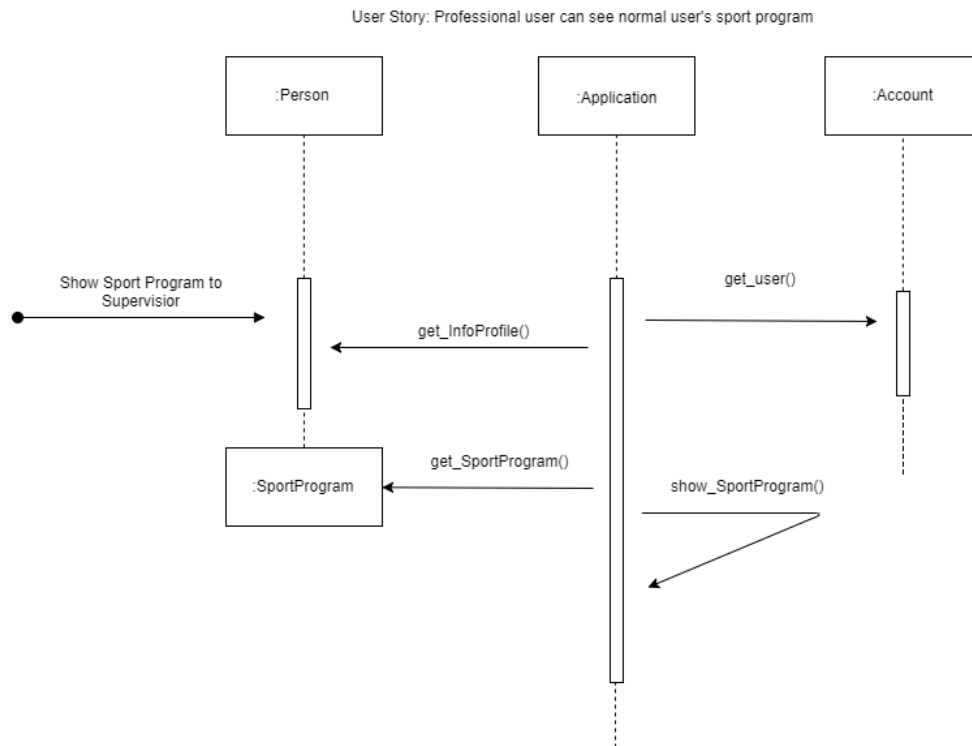 User Story: Professional user can see normal user's sport program
:Person
:Application
:Account
Show Sport Program to
Supervisior
get_user()
get_InfoProfile()
get_SportProgram()
:SportProgram
show_SportProgram()